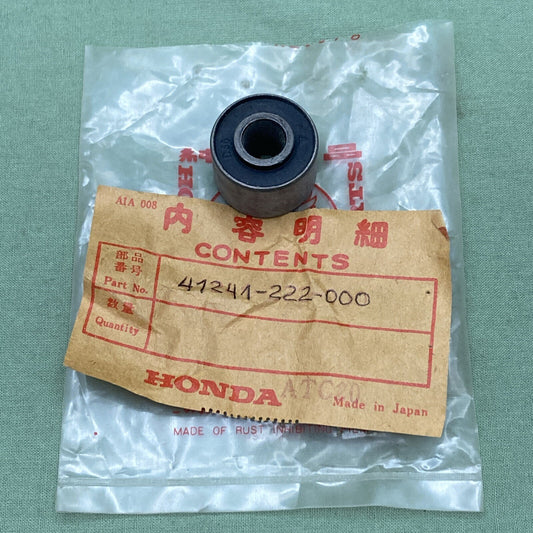 AIA 008
内容明細
CONTENTS
部品
番号
Part No.
41241-222-000
数量
Quantity
HONDA
Made in Japan
MADE OF RUST